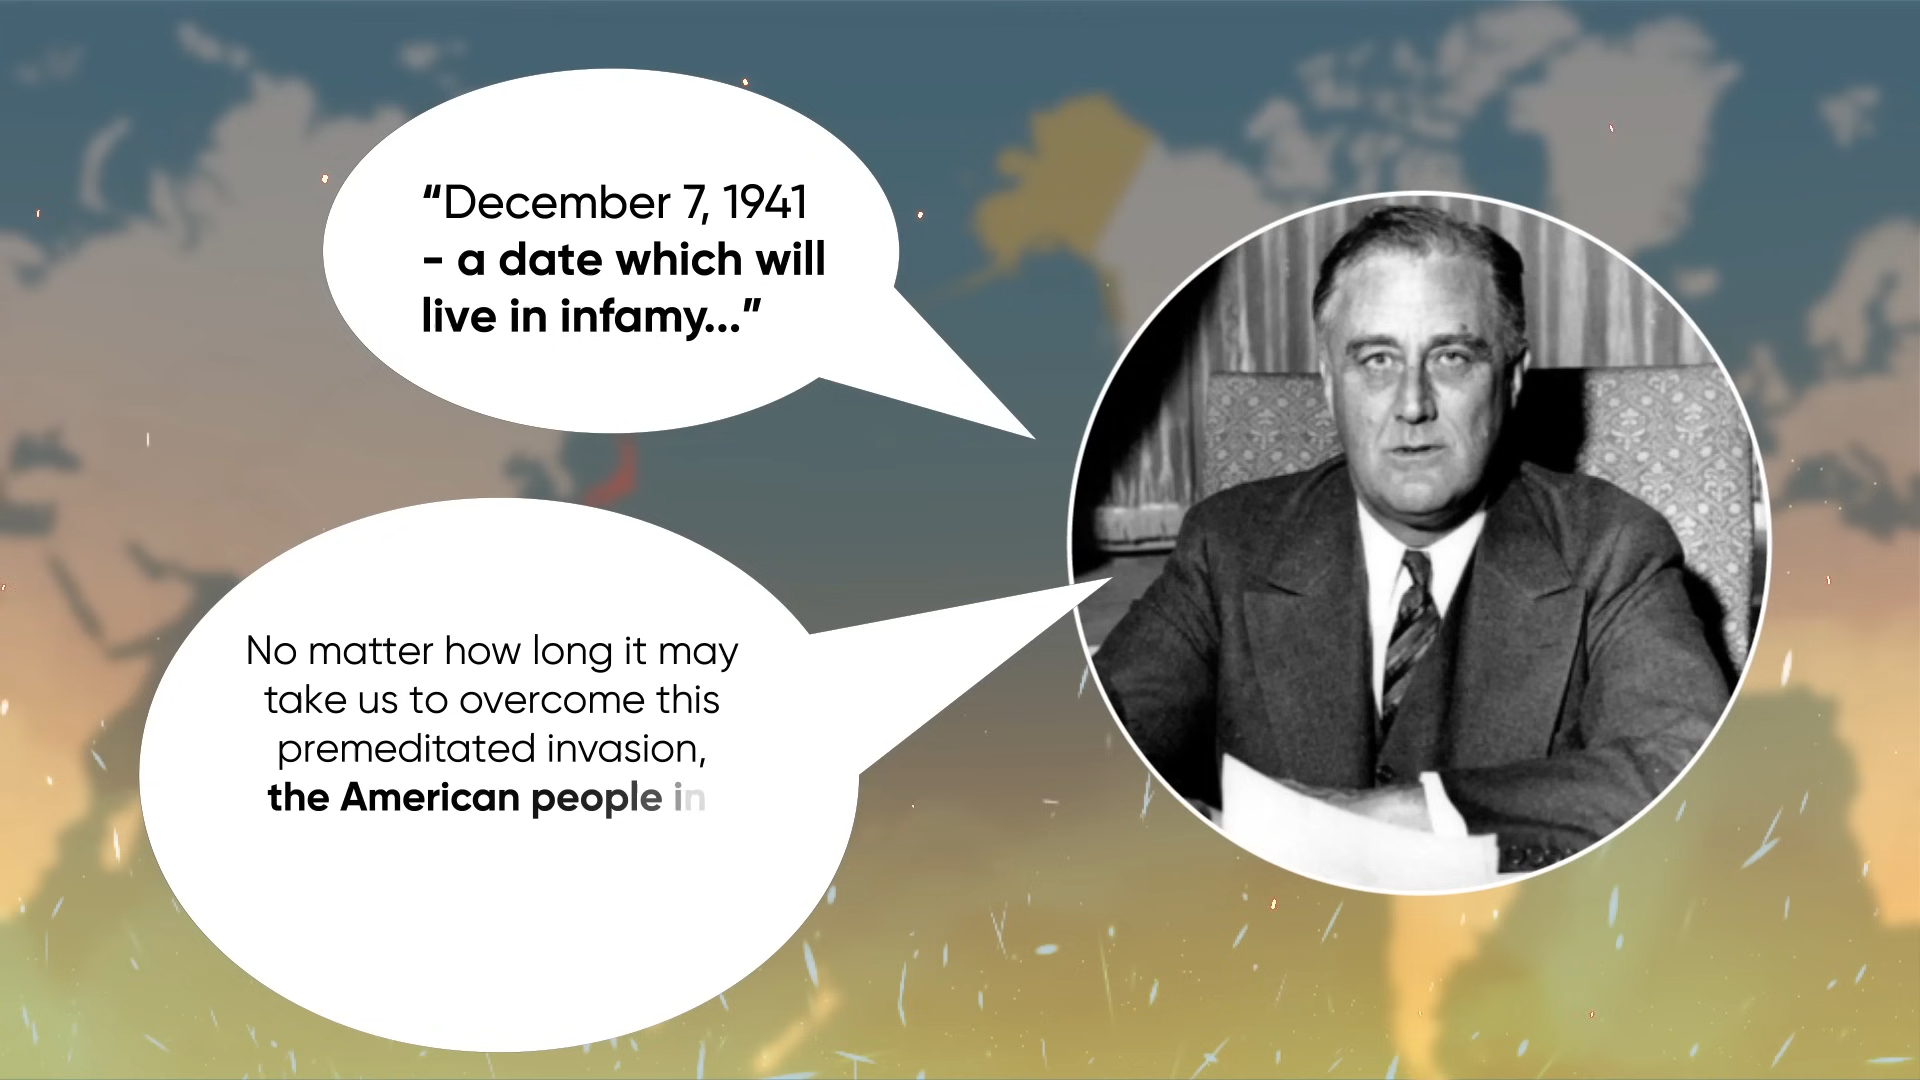 “December 7, 1941
- a date which will
live in infamy...”
No matter how long it may
take us to overcome this
premeditated invasion,
the American people in